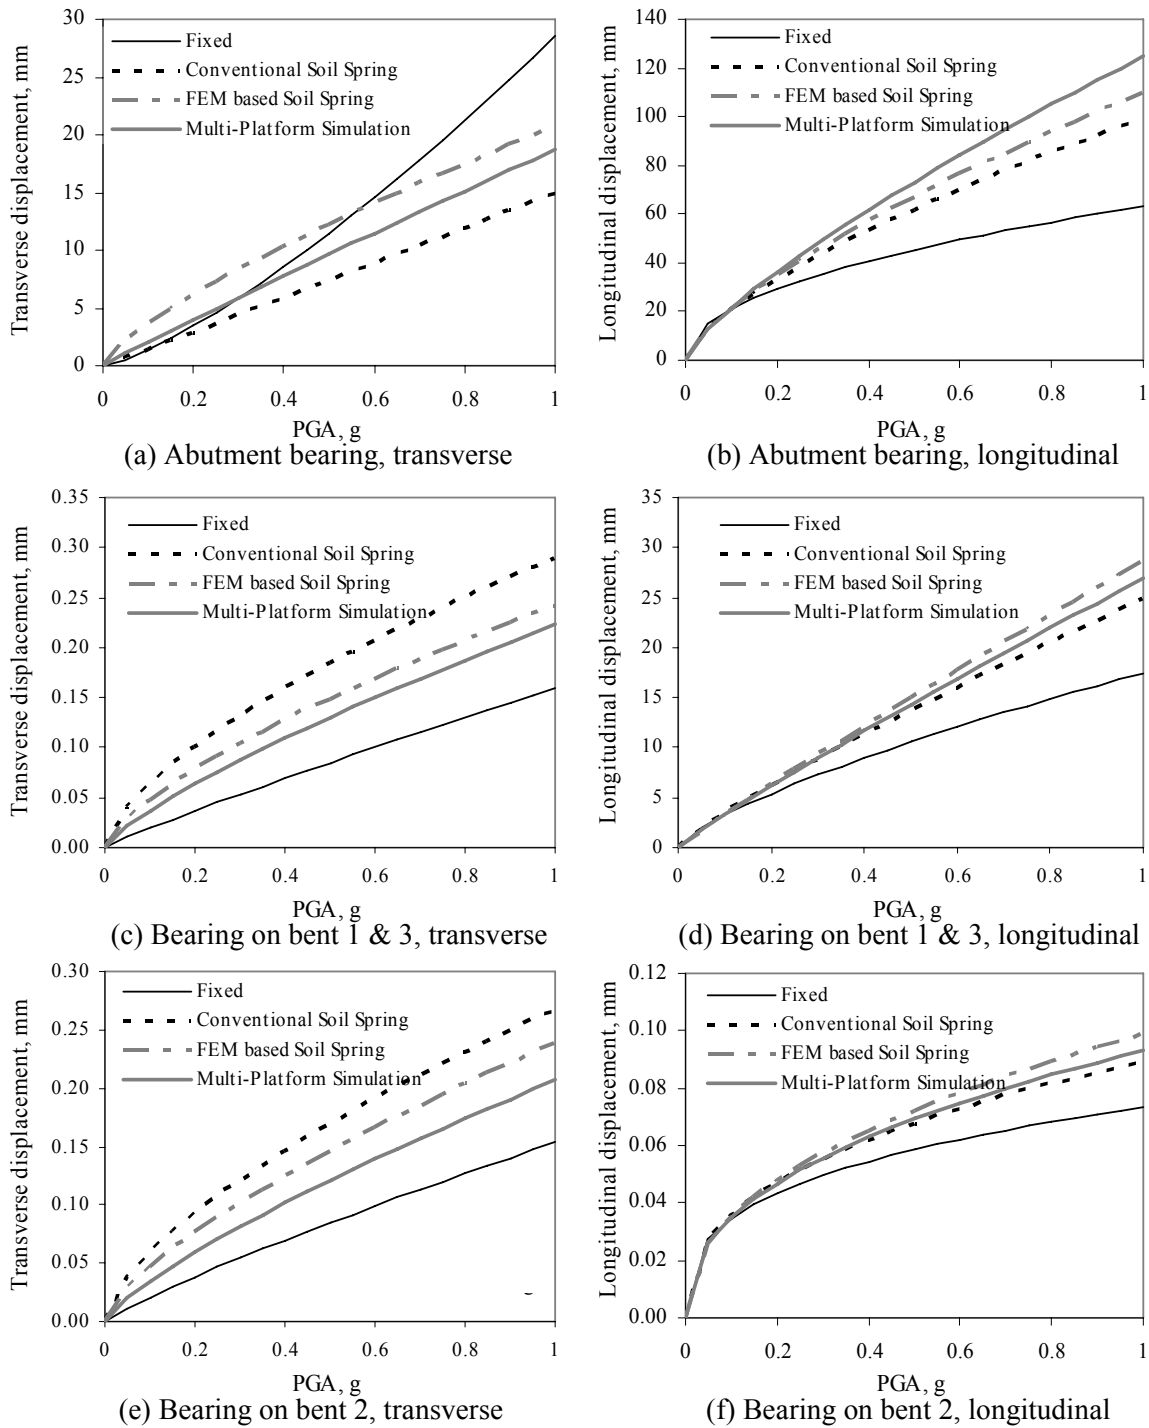 Transverse displacement, mm
30
25
20
15
10
5
0
Fixed
Conventional Soil Spring
FEM based Soil Spring
Multi-Platform Simulation
0 0.2 0.4 0.6 0.8 1
PGA, g
(a) Abutment bearing, transverse
Longitudinal displacement, mm
140
120
100
80
60
40
20
0
Fixed
Conventional Soil Spring
FEM based Soil Spring
Multi-Platform Simulation
0 0.2 0.4 0.6 0.8 1
PGA, g
(b) Abutment bearing, longitudinal
Transverse displacement, mm
0.35
0.30
0.25
0.20
0.15
0.10
0.05
0.00
Fixed
Conventional Soil Spring
FEM based Soil Spring
Multi-Platform Simulation
0 0.2 0.4 0.6 0.8 1
PGA, g
(c) Bearing on bent 1 & 3, transverse
Longitudinal displacement, mm
35
30
25
20
15
10
5
0
Fixed
Conventional Soil Spring
FEM based Soil Spring
Multi-Platform Simulation
0 0.2 0.4 0.6 0.8 1
PGA, g
(d) Bearing on bent 1 & 3, longitudinal
Transverse displacement, mm
0.30
0.25
0.20
0.15
0.10
0.05
0.00
Fixed
Conventional Soil Spring
FEM based Soil Spring
Multi-Platform Simulation
0 0.2 0.4 0.6 0.8 1
PGA, g
(e) Bearing on bent 2, transverse
Longitudinal displacement, mm
0.12
0.10
0.08
0.06
0.04
0.02
0.00
Fixed
Conventional Soil Spring
FEM based Soil Spring
Multi-Platform Simulation
0 0.2 0.4 0.6 0.8 1
PGA, g
(f) Bearing on bent 2, longitudinal